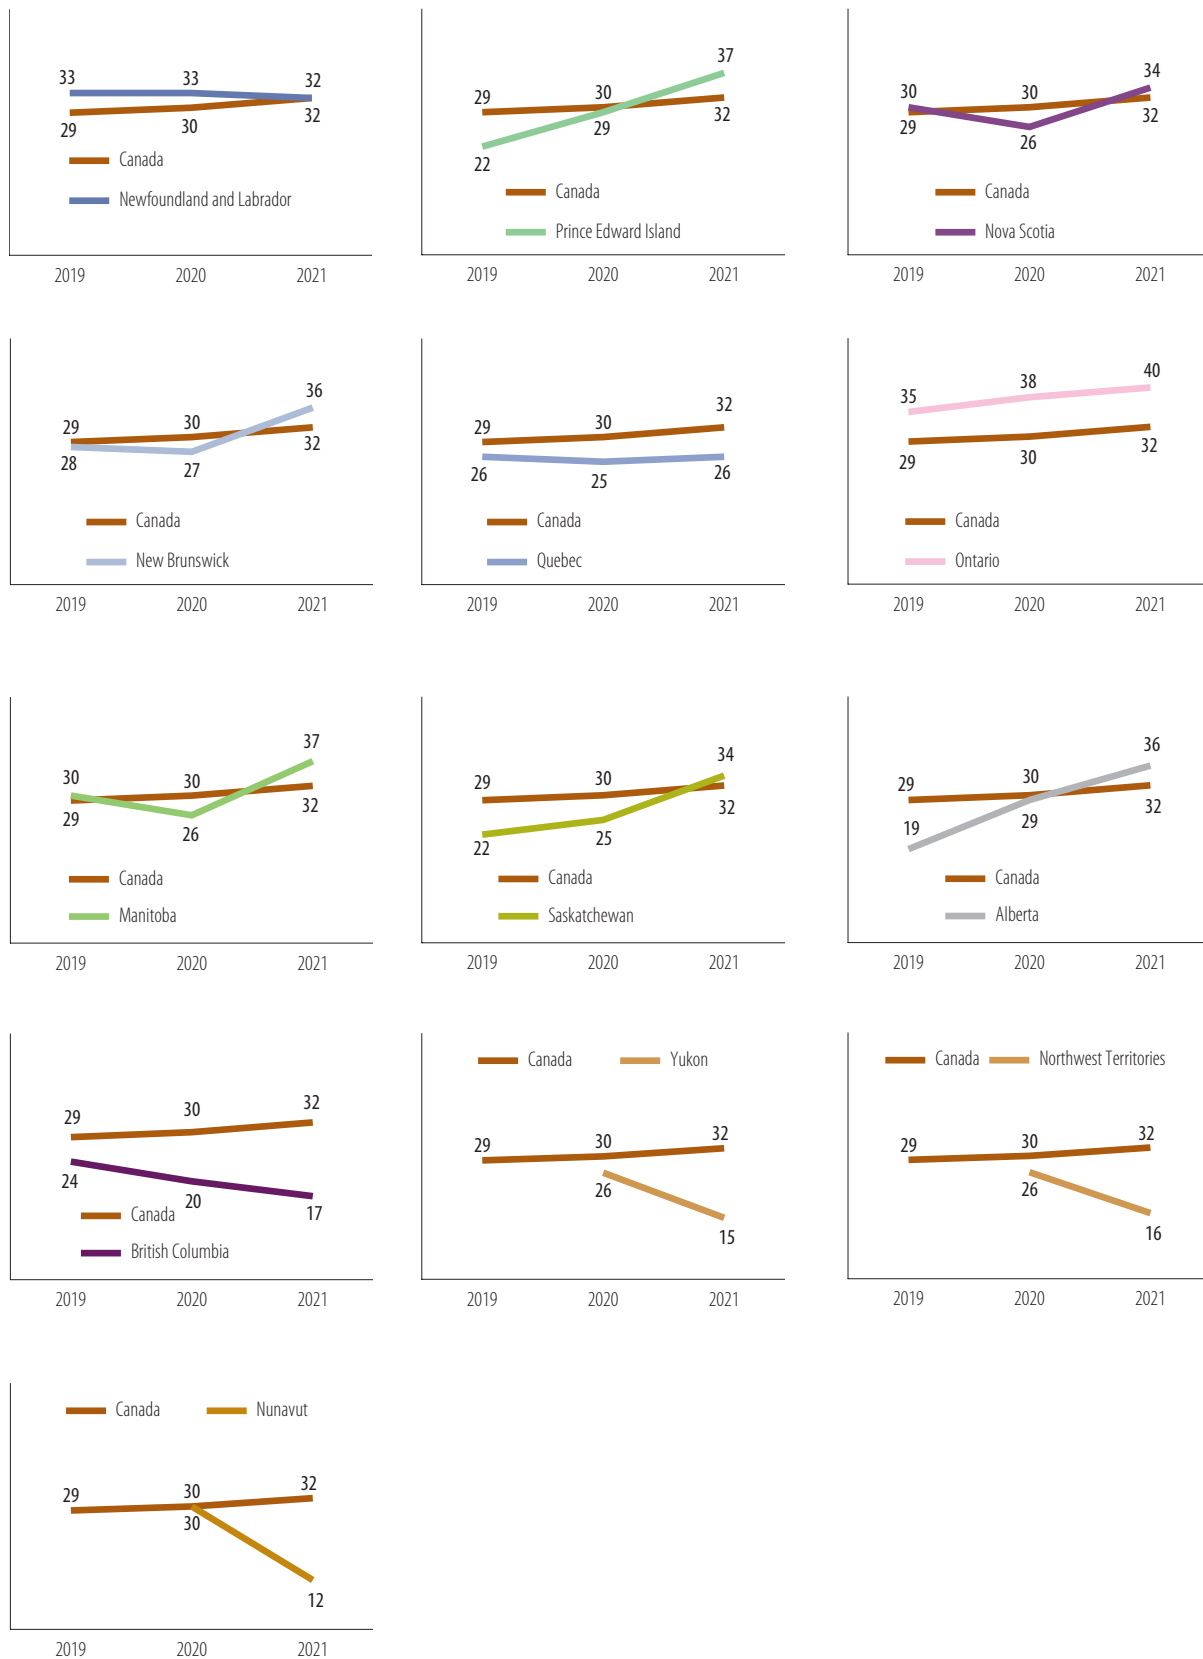 33 33 32
29 30 32
Canada
Newfoundland and Labrador
2019 2020 2021
37
29 30
29 32
22
Canada
Prince Edward Island
2019 2020 2021
34
30 30
29 26 32
Canada
Nova Scotia
2019 2020 2021
36
29 30
28 27 32
Canada
New Brunswick
2019 2020 2021
29 30 32
26 25 26
Canada
Quebec
2019 2020 2021
35 38 40
29 30 32
Canada
Ontario
2019 2020 2021
37
30 30
29 26 32
Canada
Manitoba
2019 2020 2021
34
29 30
22 25 32
Canada
Saskatchewan
2019 2020 2021
36
29 30
19 29 32
Canada
Alberta
2019 2020 2021
29 30 32
24 20 17
Canada
British Columbia
2019 2020 2021
Canada Yukon
29 30 32
26 15
2019 2020 2021
Canada Northwest Territories
29 30 32
26 16
2019 2020 2021
Canada Nunavut
29 30 32
30 12
2019 2020 2021